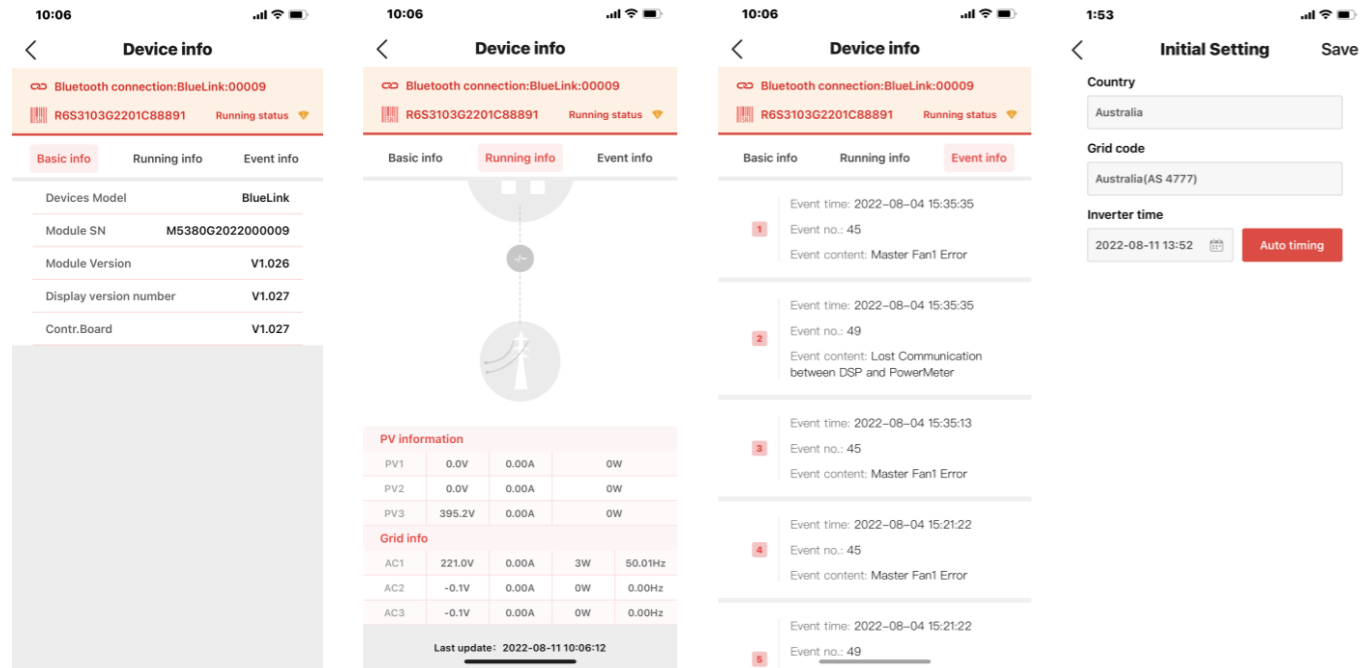 10:06
Device info
Bluetooth connection:BlueLink:00009
SN
R6S3103G2201C88891 Running status
Basic info Running info Event info
Devices Model BlueLink
Module SN M5380G2022000009
Module Version V1.026
Display version number V1.027
Contr.Board V1.027
10:06
Device info
Bluetooth connection:BlueLink:00009
SN
R6S3103G2201C88891 Running status
Basic info Running info Event info
-/-
PV information
PV1 0.0V 0.00A 0W
PV2 0.0V 0.00A 0W
PV3 395.2V 0.00A 0W
Grid info
AC1 221.0V 0.00A 3W 50.01Hz
AC2 -0.1V 0.00A 0W 0.00Hz
AC3 -0.1V 0.00A 0W 0.00Hz
Last update: 2022-08-11 10:06:12
10:06
Device info
Bluetooth connection:BlueLink:00009
SN
R6S3103G2201C88891 Running status
Basic info Running info Event info
Event time: 2022-08-04 15:35:35
1 Event no.: 45
Event content: Master Fan1 Error
Event time: 2022-08-04 15:35:35
Event no.: 49
2
Event content: Lost Communication
between DSP and PowerMeter
Event time: 2022-08-04 15:35:13
3 Event no.: 45
Event content: Master Fan1 Error
Event time: 2022-08-04 15:21:22
4 Event no.: 45
Event content: Master Fan1 Error
Event time: 2022-08-04 15:21:22
Event no.: 49
5
1:53
Initial Setting Save
Country
Australia
Grid code
Australia(AS 4777)
Inverter time
2022-08-11 13:52 Auto timing